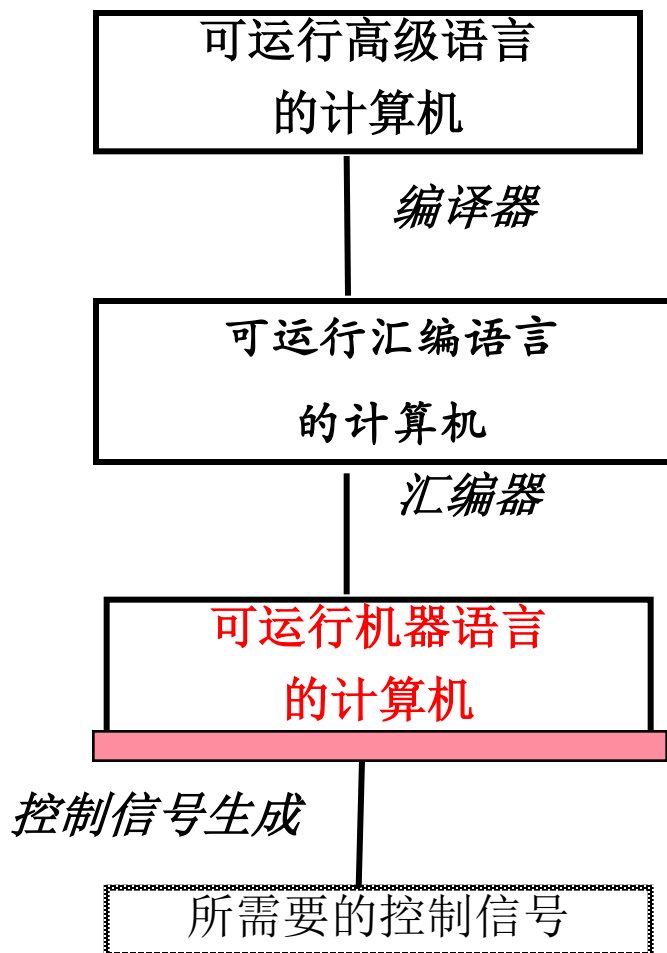 可运行高级语言
的计算机
编译器
可运行汇编语言
的计算机
汇编器
可运行机器语言
的计算机
控制信号生成
所需要的控制信号